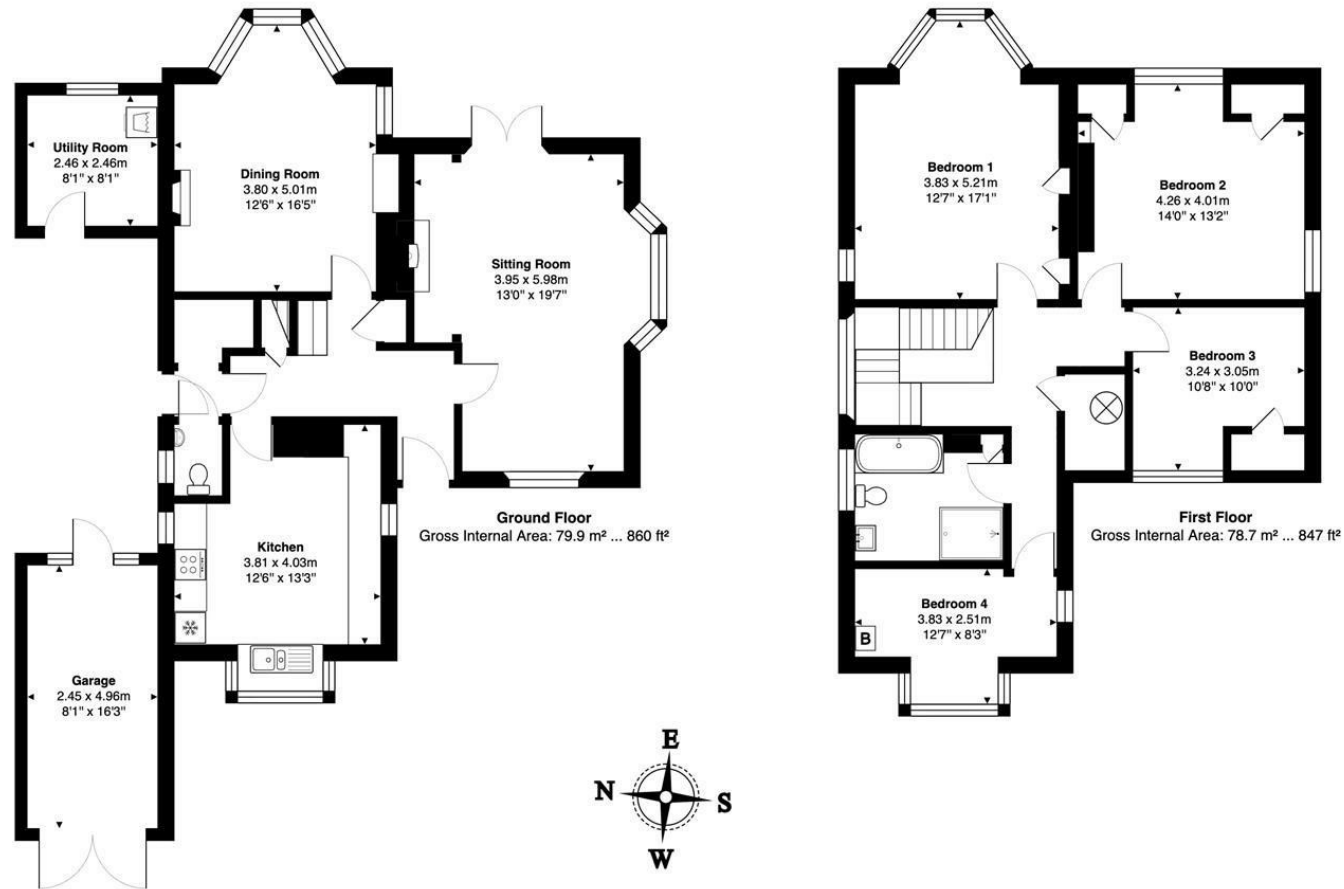 Utility Room
2.46 x 2.46m
8'1" x 8'1"
Dining Room
3.80 x 5.01m
12'6" x 16'5"
Sitting Room
3.95 x 5.98m
13'0" x 19'7"
Kitchen
3.81 x 4.03m
12'6" x 13'3"
Garage
2.45 x 4.96m
8'1" x 16'3"
Ground Floor
Gross Internal Area: 79.9 m² ... 860 ft²
Bedroom 1
3.83 x 5.21m
12'7" x 17'1"
Bedroom 2
4.26 x 4.01m
14'0" x 13'2"
Bedroom 3
3.24 x 3.05m
10'8" x 10'0"
Bedroom 4
3.83 x 2.51m
12'7" x 8'3"
B
First Floor
Gross Internal Area: 78.7 m² ... 847 ft²
E
N
S
W